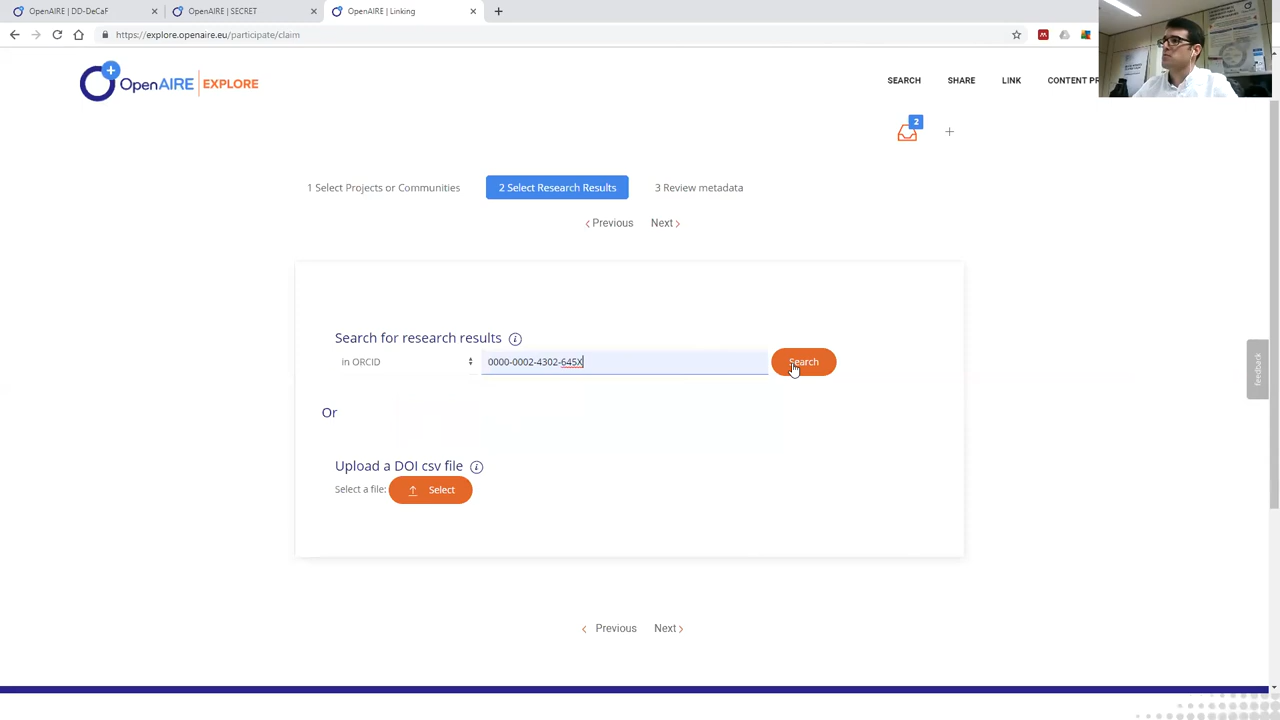 OpenAIRE | DD-DeCaF
OpenAIRE | SECRET
OpenAIRE | Linking
https://explore.openaire.eu/participate/claim
OpenAIRE | EXPLORE
SEARCH SHARE LINK CONTENT PR
2
1 Select Projects or Communities 2 Select Research Results 3 Review metadata
Previous Next
Search for research results
in ORCID 0000-0002-4302-645X Search
Or
Upload a DOI csv file
Select a file: Select
Previous Next
Feedback